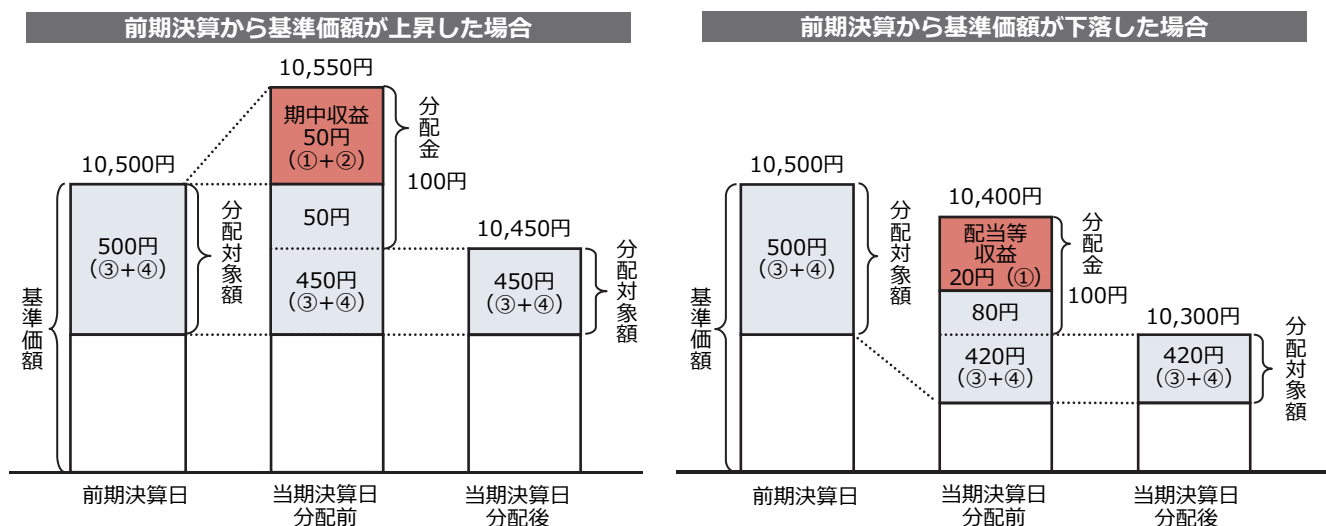 前期決算から基準価額が上昇した場合
10,550円
期中収益
50円
（①＋②）
分配金
100円
10,500円
500円
（③＋④）
分配対象額
50円
450円
（③＋④）
10,450円
450円
（③＋④）
分配対象額
基準価額
前期決算日
当期決算日
分配前
当期決算日
分配後
前期決算から基準価額が下落した場合
10,500円
500円
（③＋④）
分配対象額
10,400円
配当等
収益
20円（①）
分配金
100円
80円
420円
（③＋④）
10,300円
420円
（③＋④）
分配対象額
基準価額
前期決算日
当期決算日
分配前
当期決算日
分配後